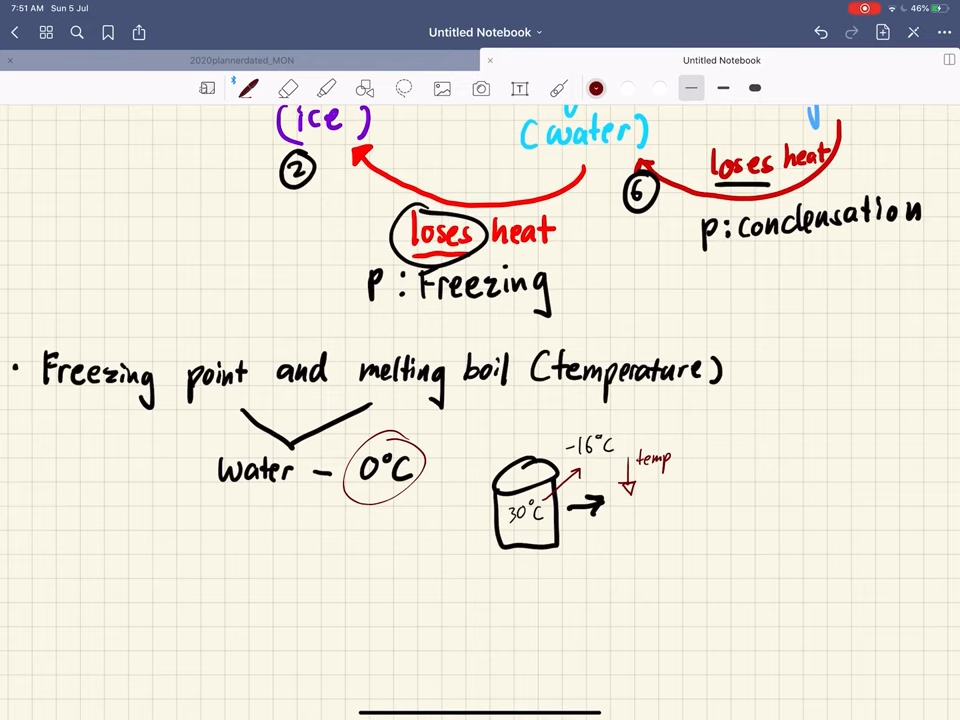 7:51 AM Sun 5 Jul
46%
Untitled Notebook
2020plannerdated_MON
Untitled Notebook
(ice)
(water)
loses heat
2
6
p: condensation
loses heat
p: Freezing
• Freezing point and melting boil (temperature)
water - 0°C
-16°C
temp
30°C